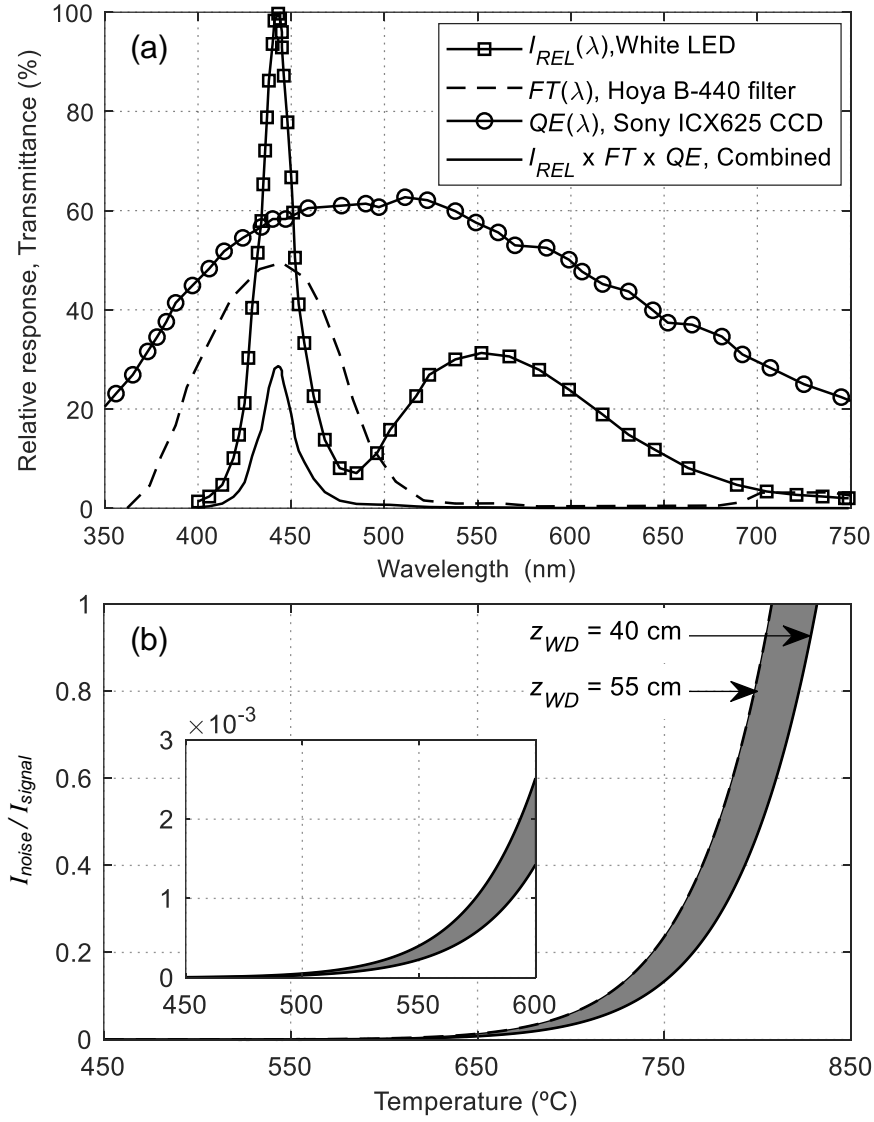 100
(a)
I_REL(λ),White LED
FT(λ), Hoya B-440 filter
QE(λ), Sony ICX625 CCD
I_REL x FT x QE, Combined
80
60
40
20
0
Relative response, Transmittance (%)
350 400 450 500 550 600 650 700 750
Wavelength (nm)
1
(b)
z_WD = 40 cm
z_WD = 55 cm
0.8
0.6
0.4
0.2
0
I_noise / I_signal
× 10^-3
3
2
1
0
450 500 550 600
450 550 650 750 850
Temperature (ºC)